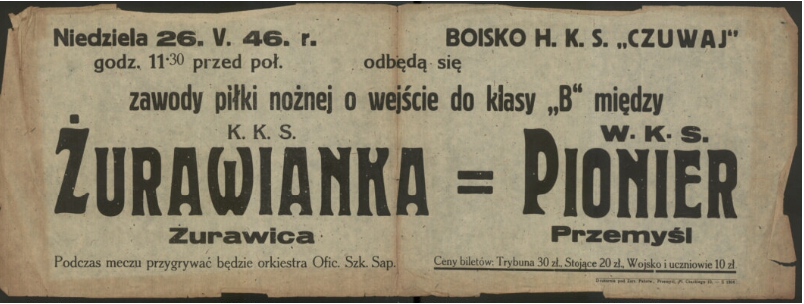 Niedziela 26. V. 46. r. BOISKO H. K. S. „CZUWAJ"
godz. 11·30 przed poł. odbędą się
zawody piłki nożnej o wejście do klasy „B" między
K. K. S. W. K. S.
ŻURAWIANKA = PIONIER
Żurawica Przemyśl
Podczas meczu przygrywać będzie orkiestra Ofic. Szk. Sap. Ceny biletów: Trybuna 30 zł., Stojące 20 zł., Wojsko i uczniowie 10 zł